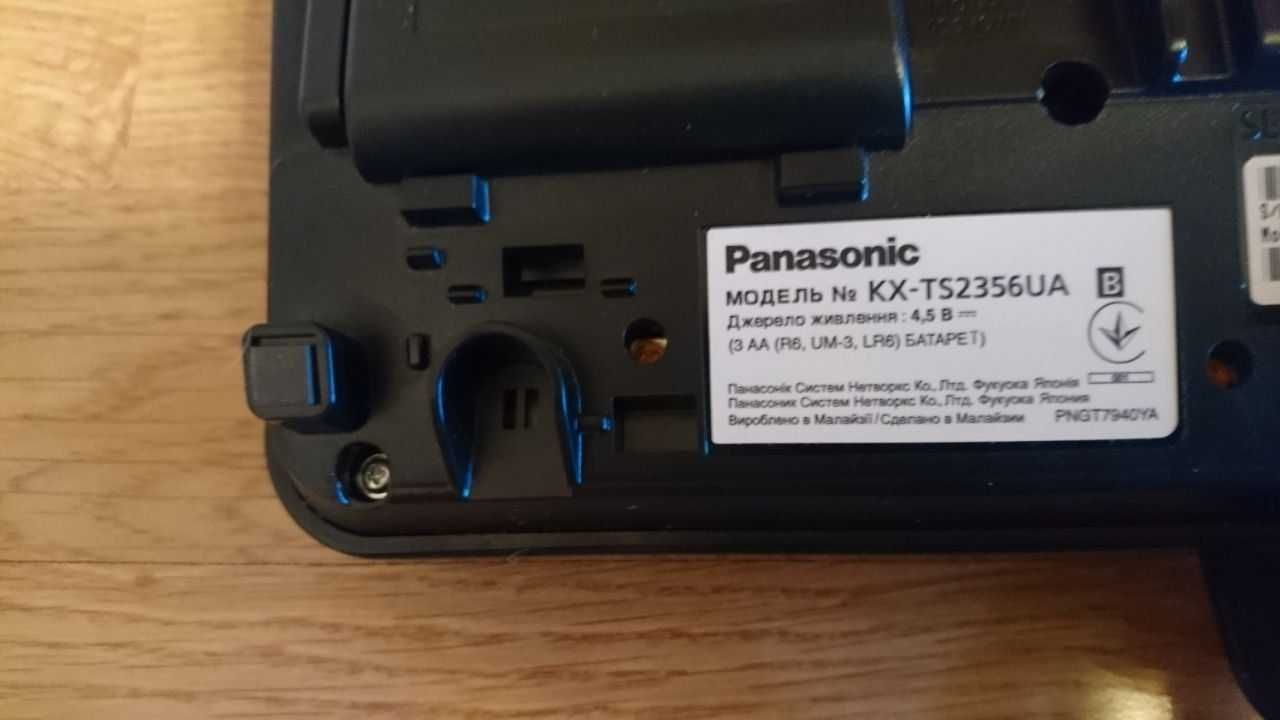 Panasonic
МОДЕЛЬ № KX-TS2356UA B
Джерело живлення : 4,5 В
(3 AA (R6, UM-3, LR6) БАТАРЕЇ)
Панасонік Систем Нетворкс Ко., Лтд. Фукуока Японія 001
Панасоник Систем Нетворкс Ко., Лтд. Фукуока Япония
Вироблено в Малайзії/Сделано в Малайзии PNGT7940YA
S/